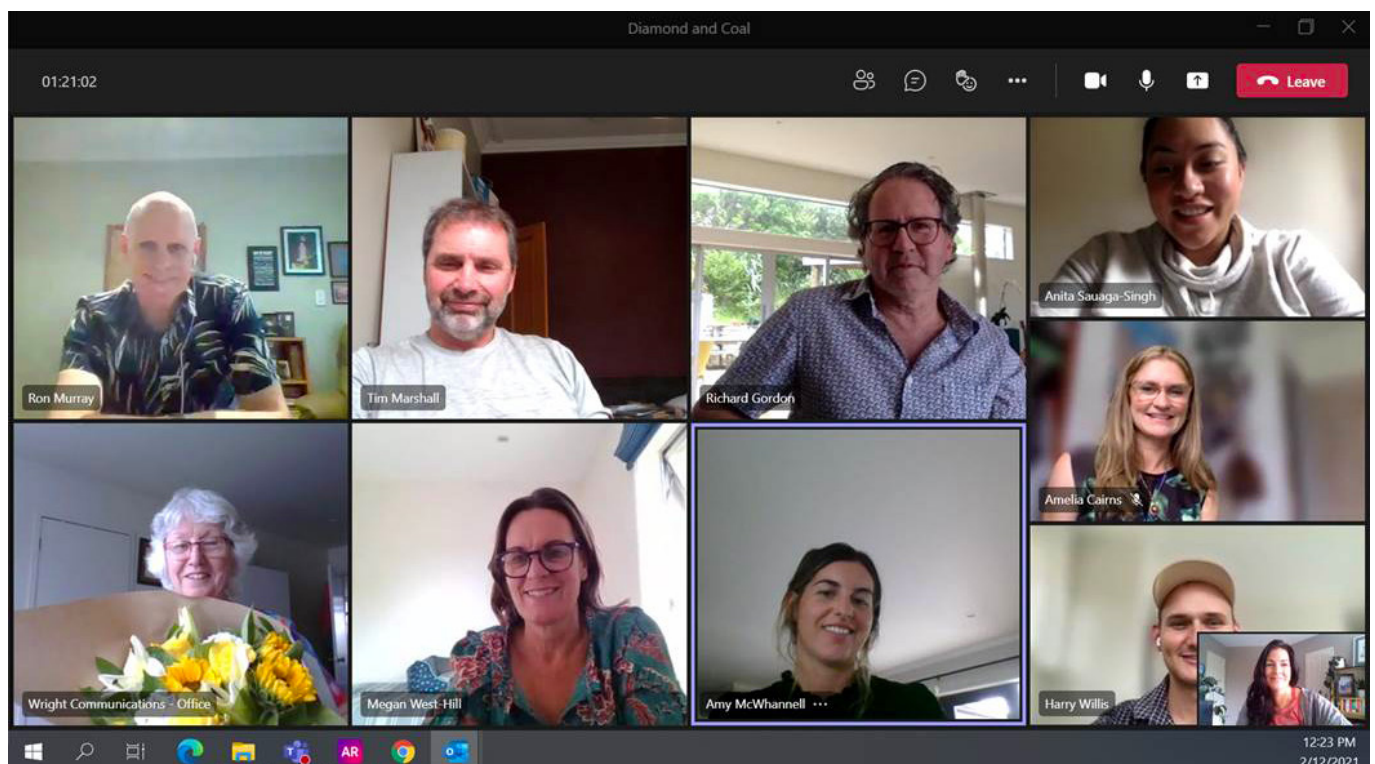 Diamond and Coal
01:21:02
Leave
Ron Murray
Tim Marshall
Richard Gordon
Anita Sauaga-Singh
Amelia Cairns
Wright Communications - Office
Megan West-Hill
Amy McWhannell
Harry Willis
AR
12:23 PM
2/12/2021